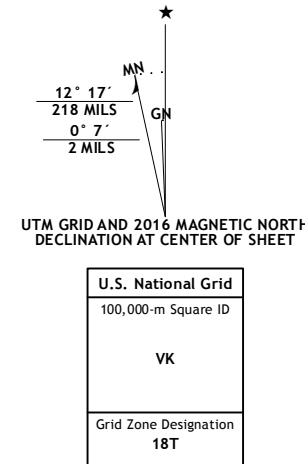 ★
MN
12° 17´
218 MILS
GN
0° 7´
2 MILS
UTM GRID AND 2016 MAGNETIC NORTH
DECLINATION AT CENTER OF SHEET
U.S. National Grid
100,000-m Square ID
VK
Grid Zone Designation
18T